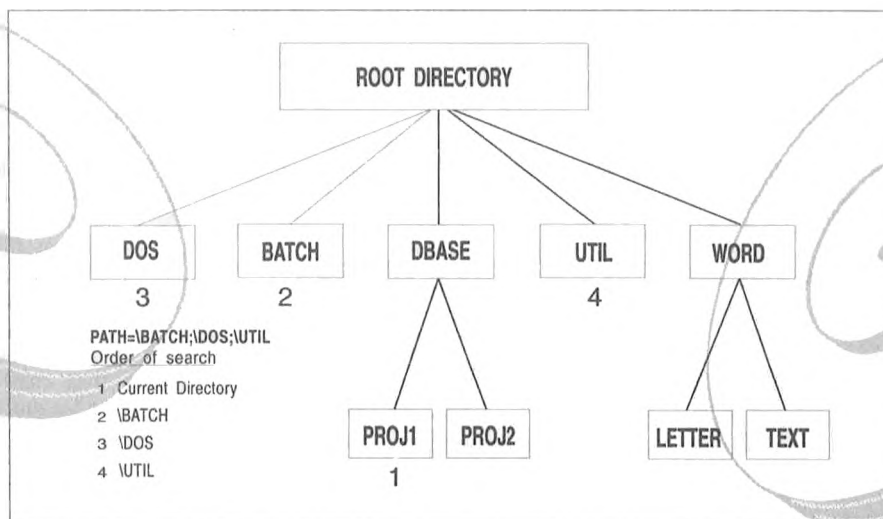 ROOT DIRECTORY
DOS BATCH DBASE UTIL WORD
3 2 4
PATH=\BATCH;\DOS;\UTIL
Order of search
1 Current Directory
2 \BATCH
3 \DOS
4 \UTIL
PROJ1 PROJ2 LETTER TEXT
1